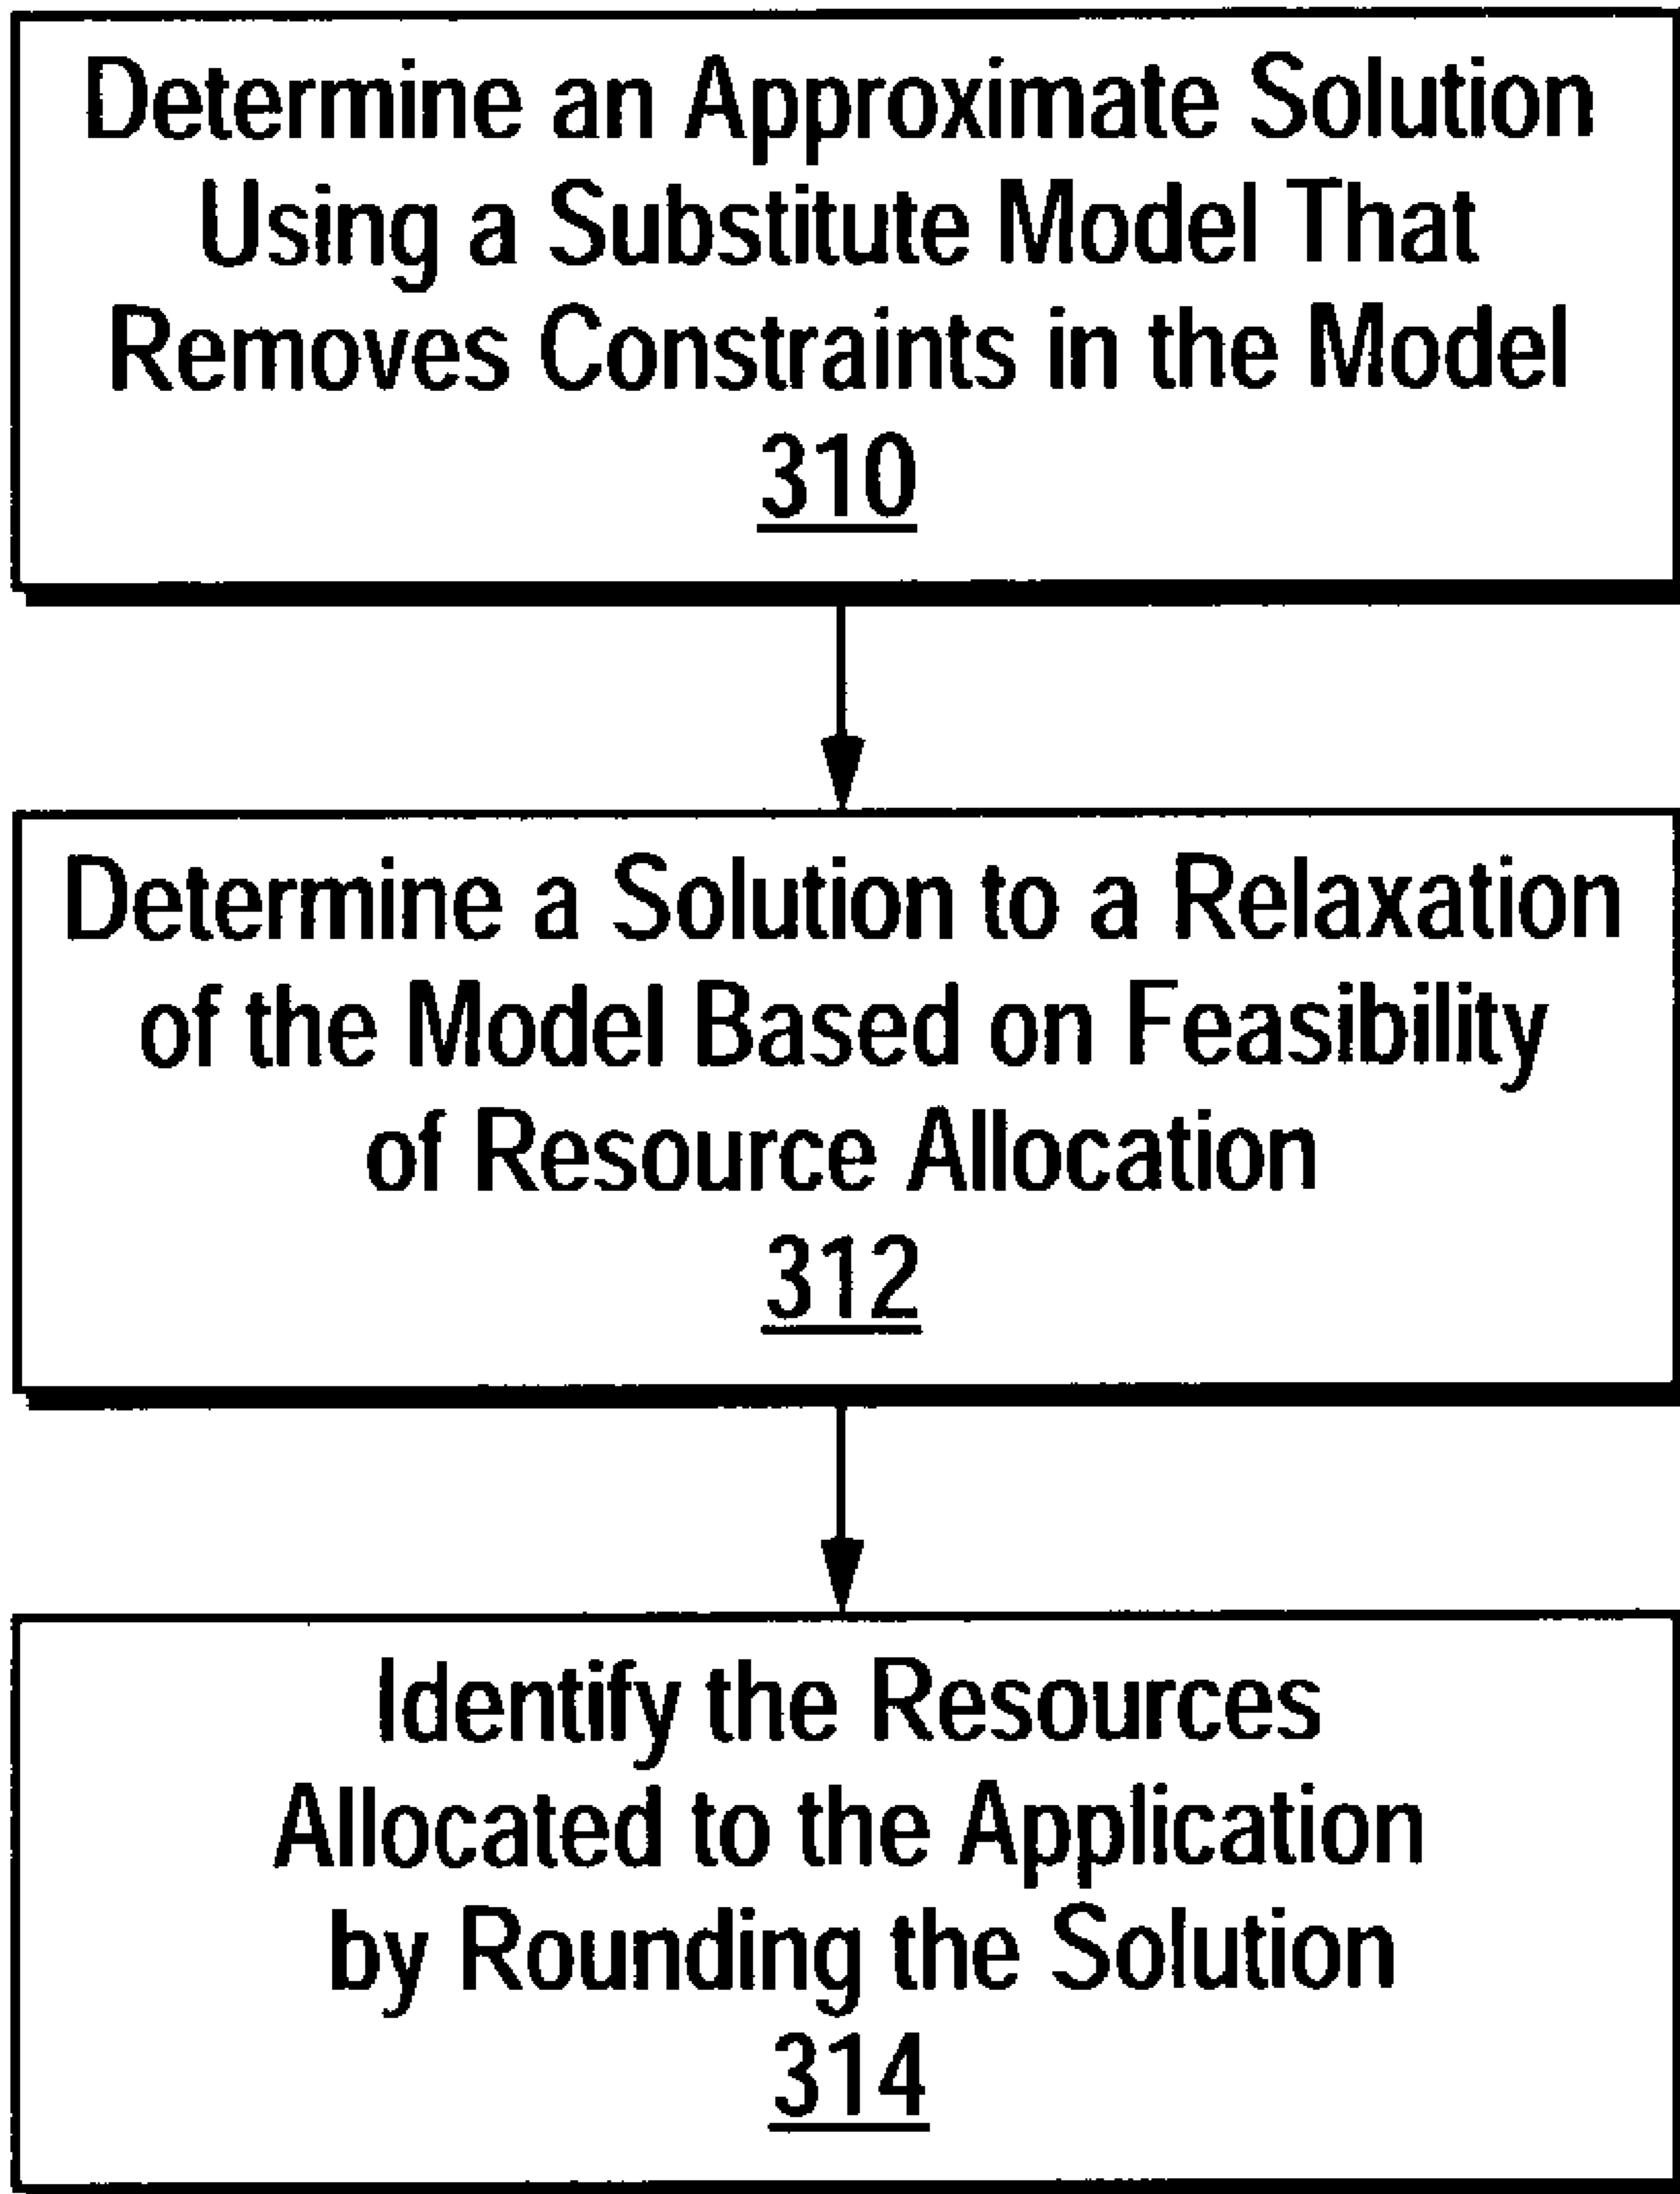 Determine an Approximate Solution
Using a Substitute Model That
Removes Constraints in the Model
310
Determine a Solution to a Relaxation
of the Model Based on Feasibility
of Resource Allocation
312
Identify the Resources
Allocated to the Application
by Rounding the Solution
314